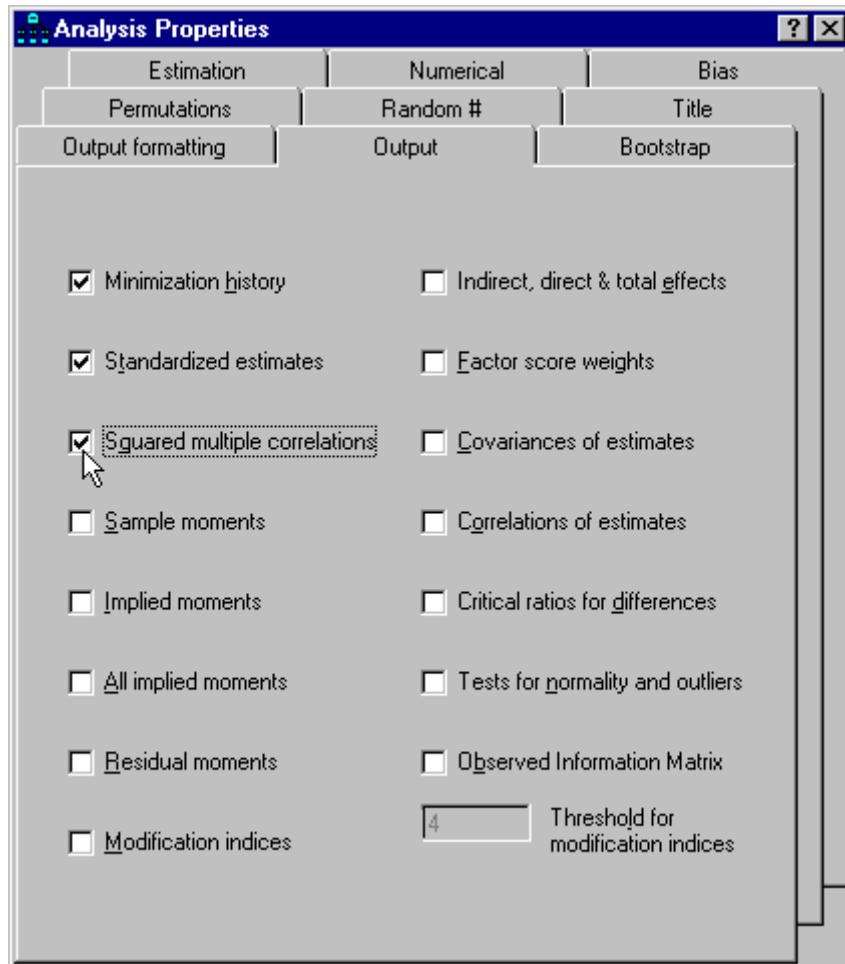 Analysis Properties
Estimation Numerical Bias
Permutations Random # Title
Output formatting Output Bootstrap
Minimization history
Indirect, direct & total effects
Standardized estimates
Factor score weights
Squared multiple correlations
Covariances of estimates
Sample moments
Correlations of estimates
Implied moments
Critical ratios for differences
All implied moments
Tests for normality and outliers
Residual moments
Observed Information Matrix
Modification indices
4
Threshold for
modification indices